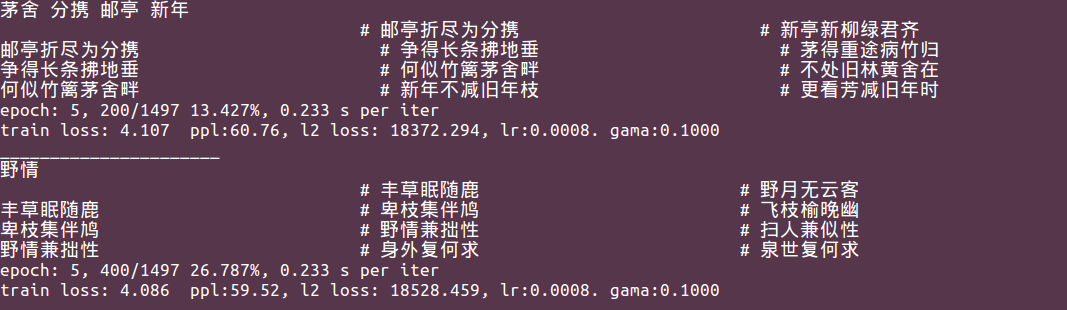 茅舍 分携 邮亭 新年
# 邮亭折尽为分携 # 新亭新柳绿君齐
邮亭折尽为分携 # 争得长条拂地垂 # 茅得重途病竹归
争得长条拂地垂 # 何似竹篱茅舍畔 # 不处旧林黄舍在
何似竹篱茅舍畔 # 新年不减旧年枝 # 更看芳减旧年时
epoch: 5, 200/1497 13.427%, 0.233 s per iter
train loss: 4.107  ppl:60.76, l2 loss: 18372.294, lr:0.0008. gama:0.1000
______________________
野情
# 丰草眠随鹿 # 野月无云客
丰草眠随鹿 # 卑枝集伴鸠 # 飞枝榆晚幽
卑枝集伴鸠 # 野情兼拙性 # 扫人兼似性
野情兼拙性 # 身外复何求 # 泉世复何求
epoch: 5, 400/1497 26.787%, 0.233 s per iter
train loss: 4.086  ppl:59.52, l2 loss: 18528.459, lr:0.0008. gama:0.1000